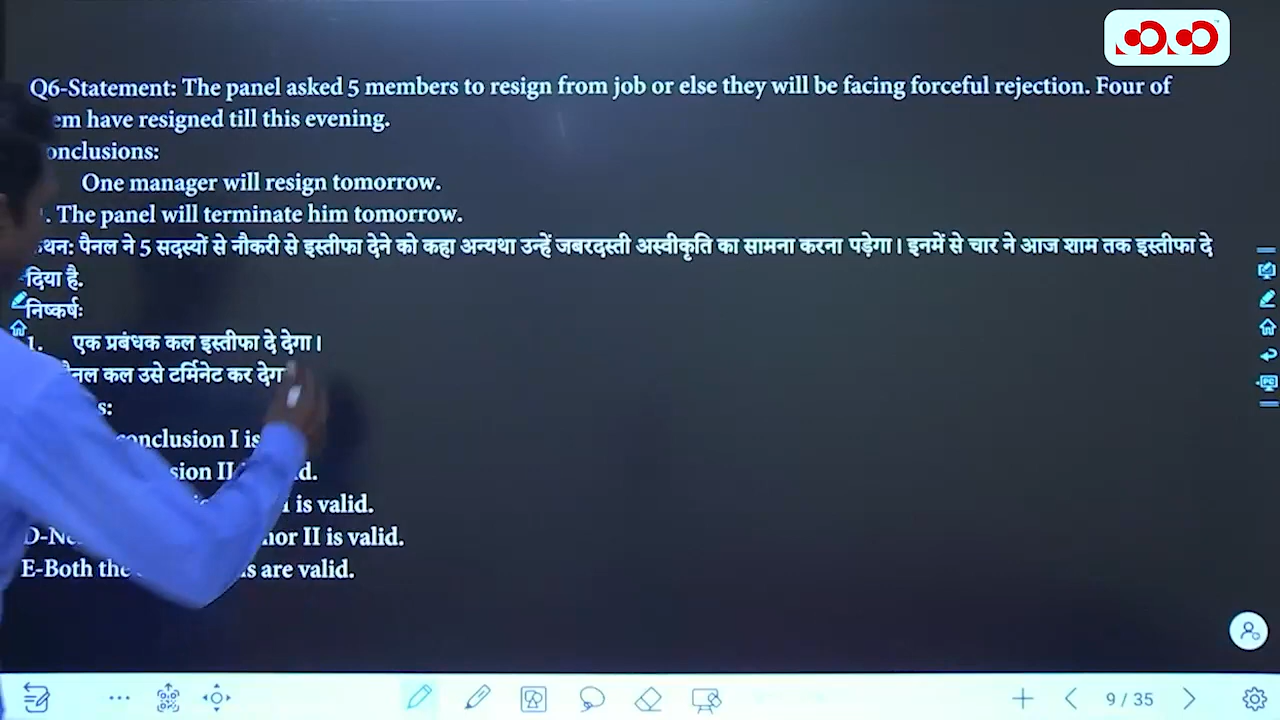 Q6-Statement: The panel asked 5 members to resign from job or else they will be facing forceful rejection. Four of
em have resigned till this evening.
onclusions:
One manager will resign tomorrow.
. The panel will terminate him tomorrow.
थन: पैनल ने 5 सदस्यों से नौकरी से इस्तीफा देने को कहा अन्यथा उन्हें जबरदस्ती अस्वीकृति का सामना करना पड़ेगा। इनमें से चार ने आज शाम तक इस्तीफा दे
दिया है.
निष्कर्षः
1. एक प्रबंधक कल इस्तीफा दे देगा।
नल कल उसे टर्मिनेट कर देग
s:
conclusion I is
sion II d.
I is valid.
D-Ne nor II is valid.
E-Both the s are valid.
PC
9 / 35